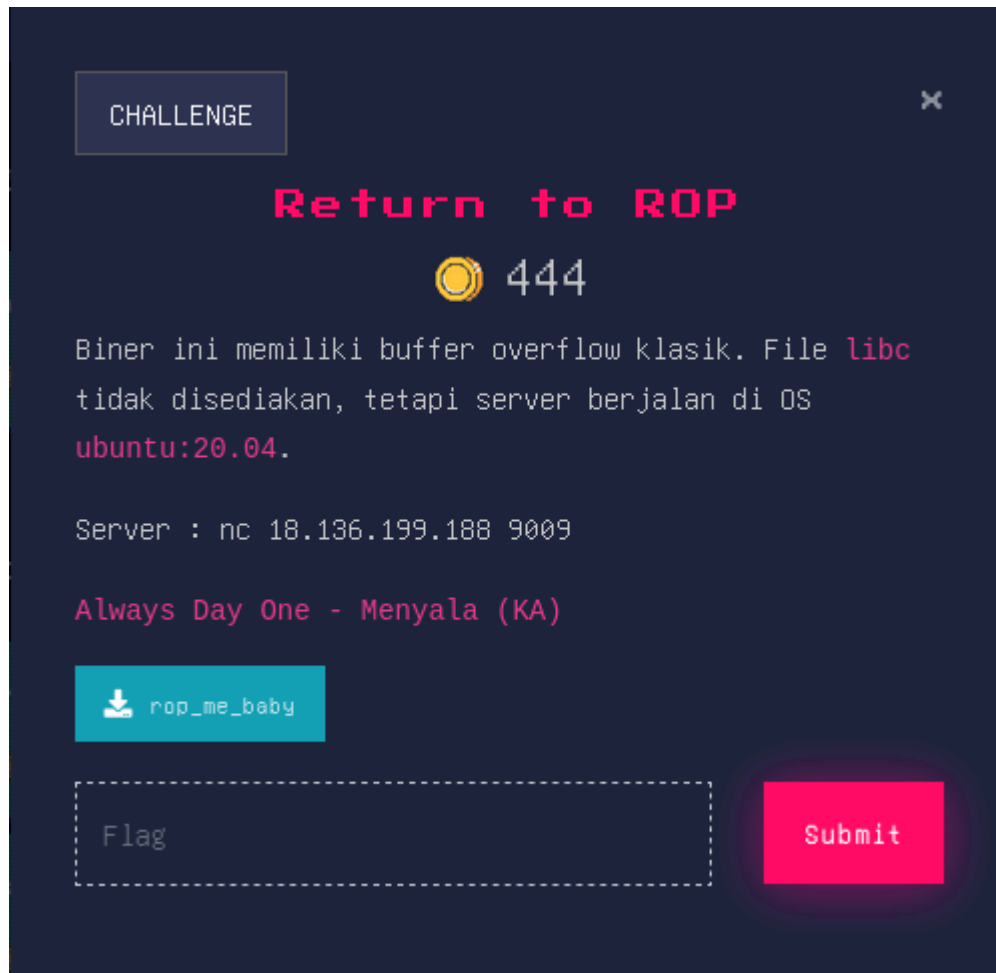 CHALLENGE
×
Return to ROP
444
Biner ini memiliki buffer overflow klasik. File libc
tidak disediakan, tetapi server berjalan di OS
ubuntu:20.04.
Server : nc 18.136.199.188 9009
Always Day One - Menyala (KA)
rop_me_baby
Flag
Submit